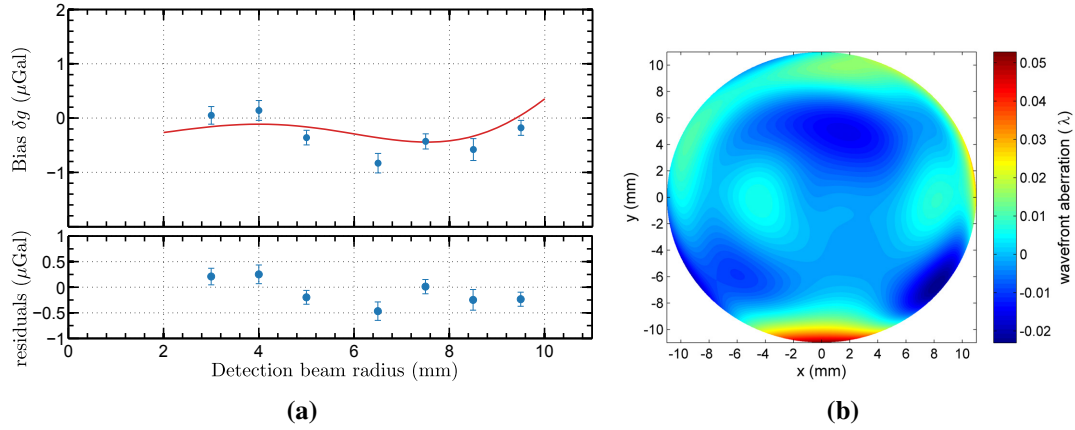 2
1
0
−1
Bias δg (μGal)
1
0.5
0
−0.5
−1
residuals (μGal)
0 2 4 6 8 10
Detection beam radius (mm)
(a)
10
8
6
4
2
0
-2
-4
-6
-8
-10
y (mm)
-10 -8 -6 -4 -2 0 2 4 6 8 10
x (mm)
0.05
0.04
0.03
0.02
0.01
0
-0.01
-0.02
wavefront aberration (λ)
(b)